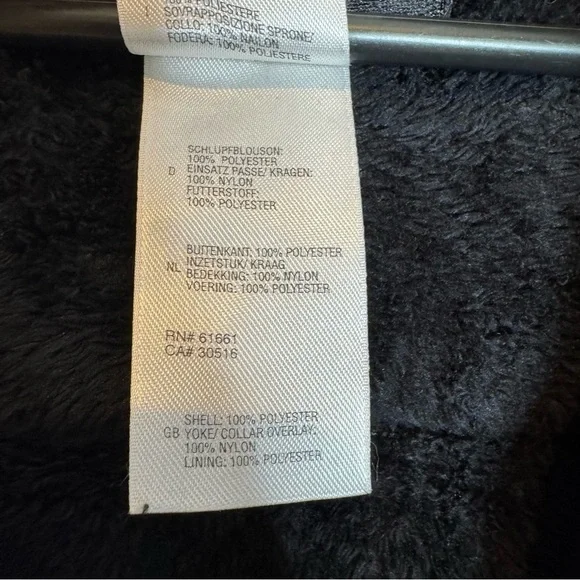 100% POLIESTERE
I SOVRAPPOSIZIONE SPRONE/
COLLO: 100% NAILON
FODERA: 100% POLIESTERE
SCHLUPFBLOUSON:
100% POLYESTER
D EINSATZ PASSE/ KRAGEN:
100% NYLON
FUTTERSTOFF:
100% POLYESTER
BUITENKANT: 100% POLYESTER
INZETSTUK/ KRAAG
NL BEDEKKING: 100% NYLON
VOERING: 100% POLYESTER
RN# 61661
CA# 30516
SHELL: 100% POLYESTER
GB YOKE/ COLLAR OVERLAY:
100% NYLON
LINING: 100% POLYESTER